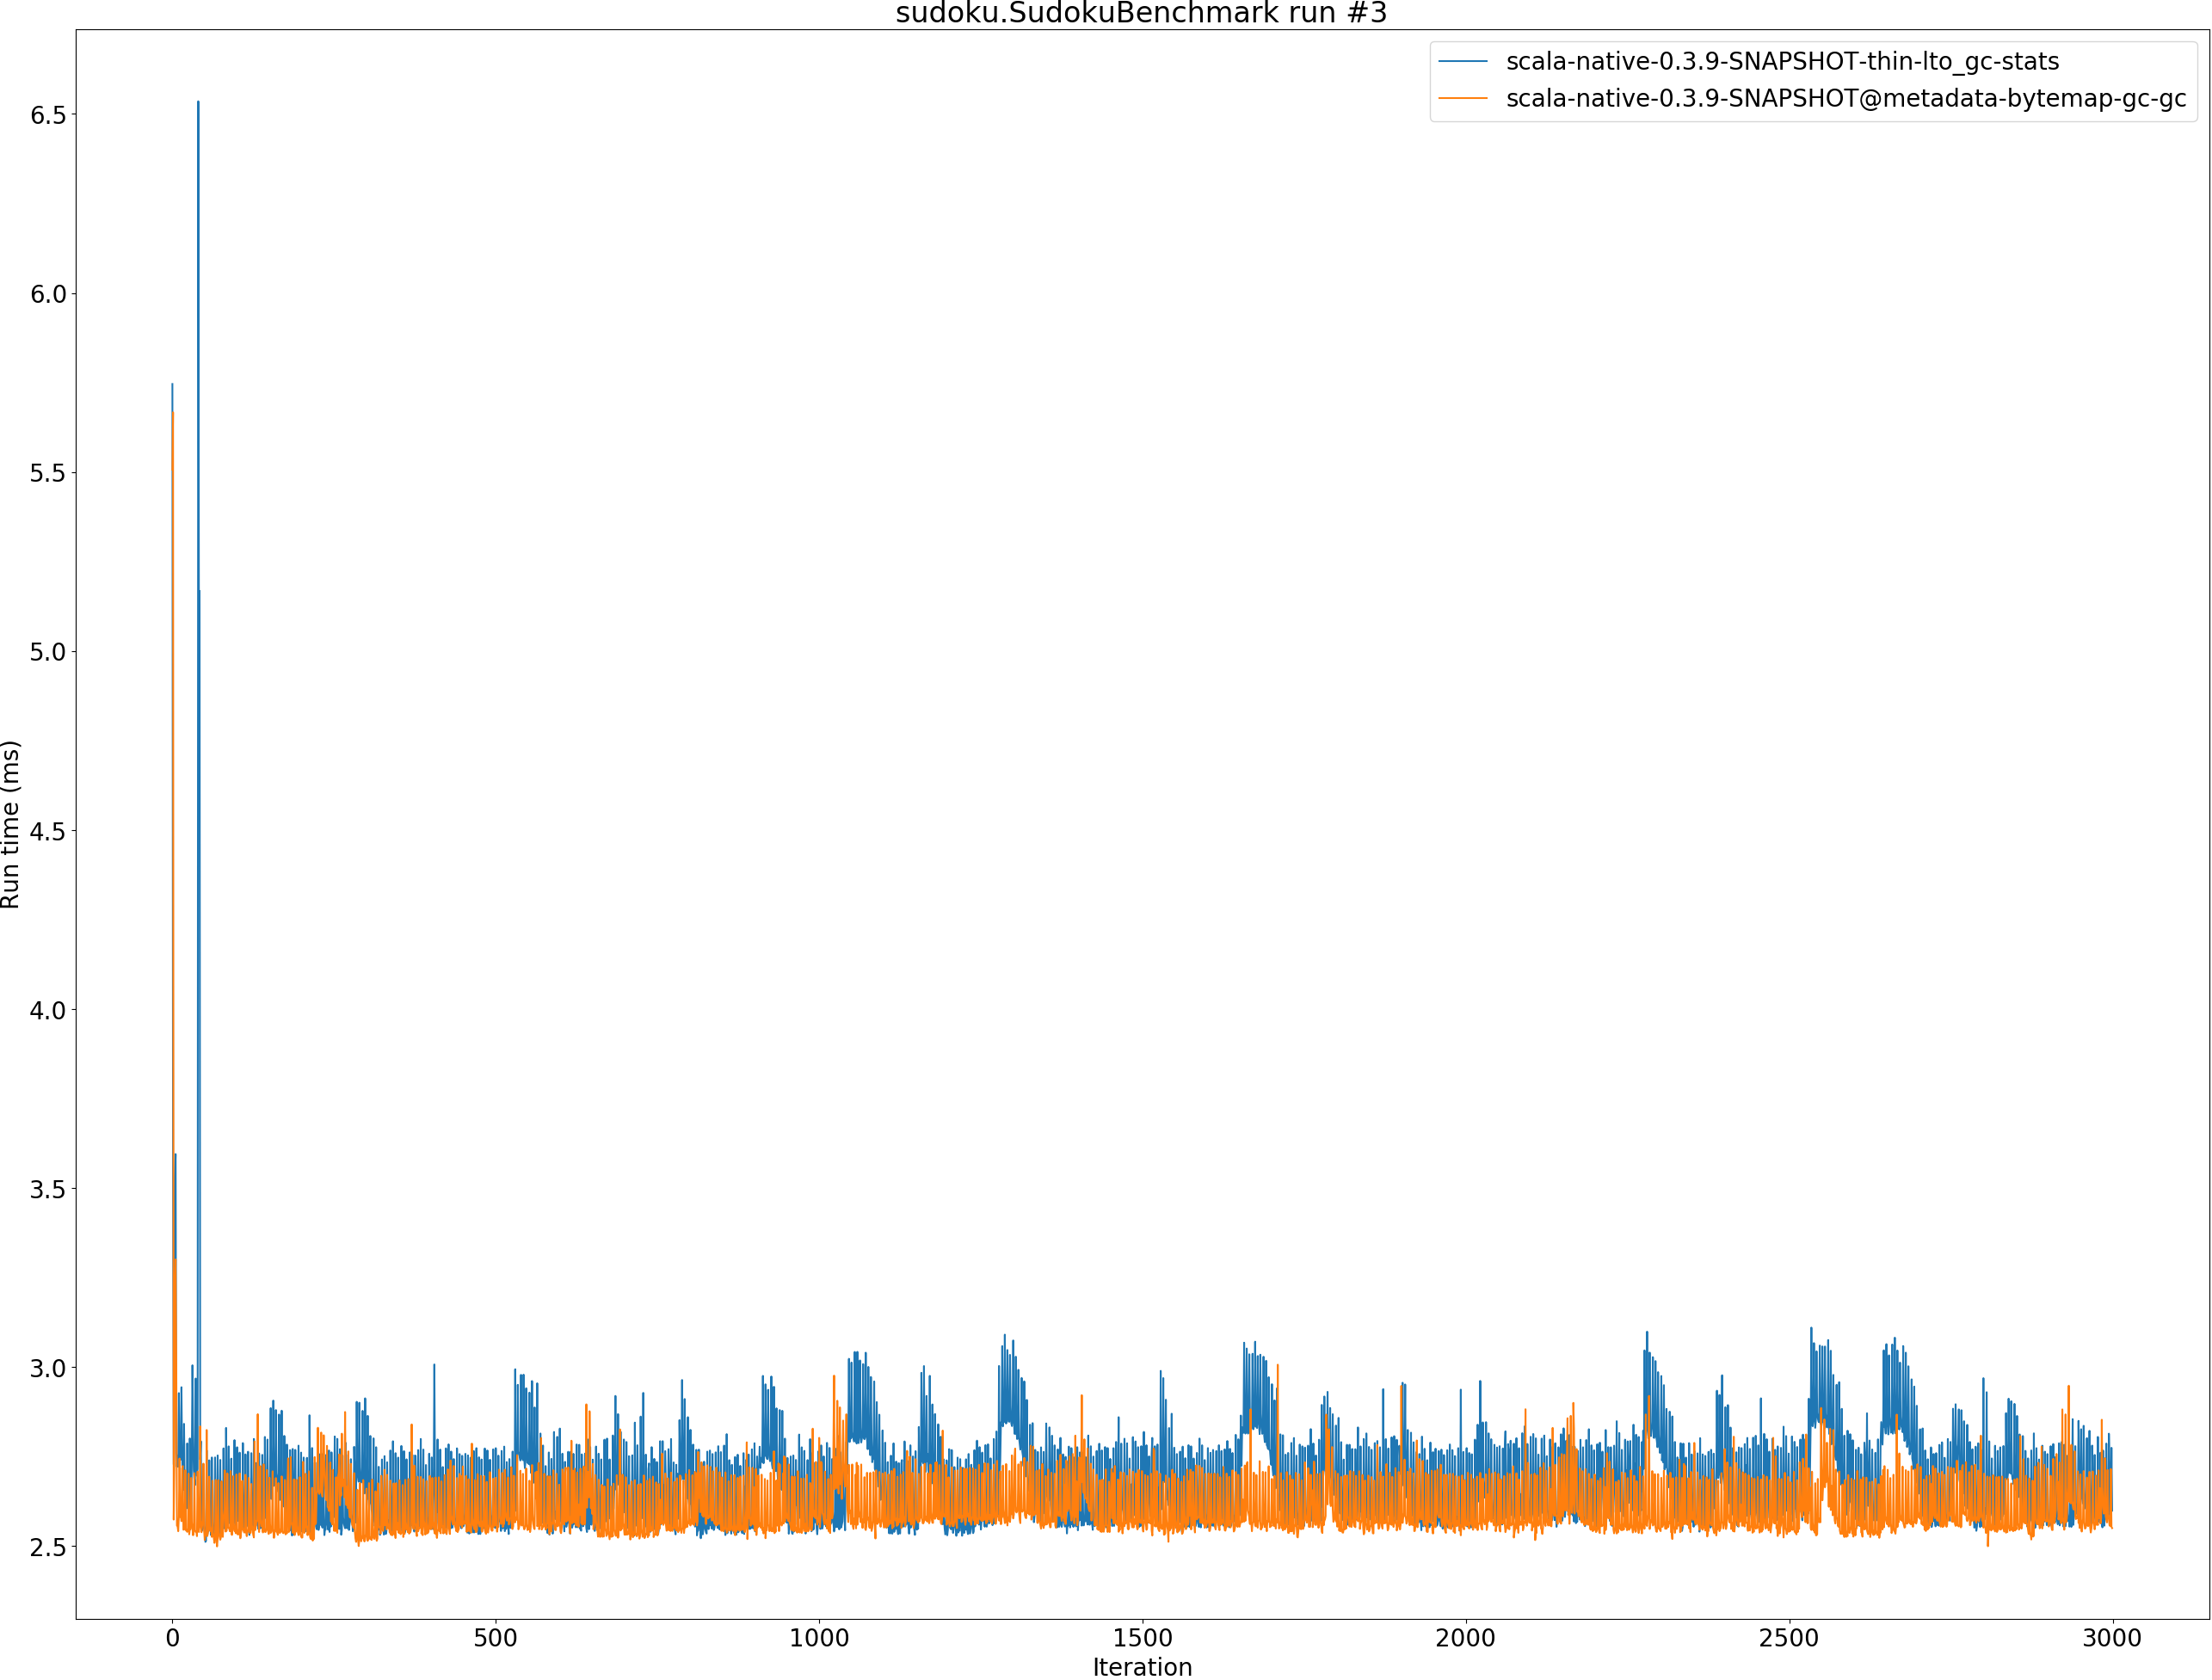 sudoku.SudokuBenchmark run #3
scala-native-0.3.9-SNAPSHOT-thin-lto_gc-stats
scala-native-0.3.9-SNAPSHOT@metadata-bytemap-gc-gc
6.5
6.0
5.5
5.0
4.5
4.0
3.5
3.0
2.5
Run time (ms)
0 500 1000 1500 2000 2500 3000
Iteration